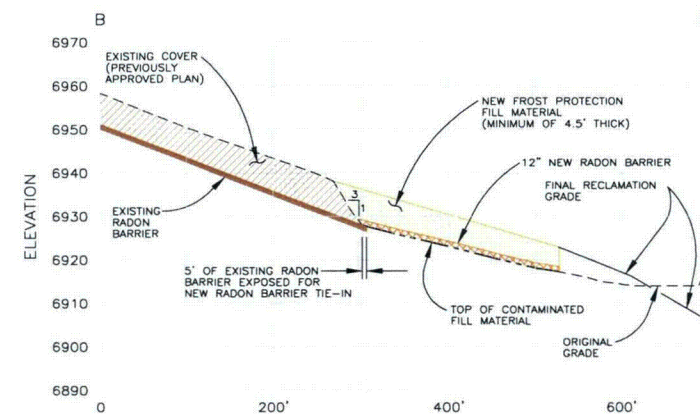 B
6970
6960
6950
6940
6930
6920
6910
6900
6890
ELEVATION
EXISTING COVER
(PREVIOUSLY
APPROVED PLAN)
NEW FROST PROTECTION
FILL MATERIAL
(MINIMUM OF 4.5' THICK)
12" NEW RADON BARRIER
FINAL RECLAMATION
GRADE
3
1
EXISTING
RADON
BARRIER
5' OF EXISTING RADON
BARRIER EXPOSED FOR
NEW RADON BARRIER TIE-IN
TOP OF CONTAMINATED
FILL MATERIAL
ORIGINAL
GRADE
0
200'
400'
600'